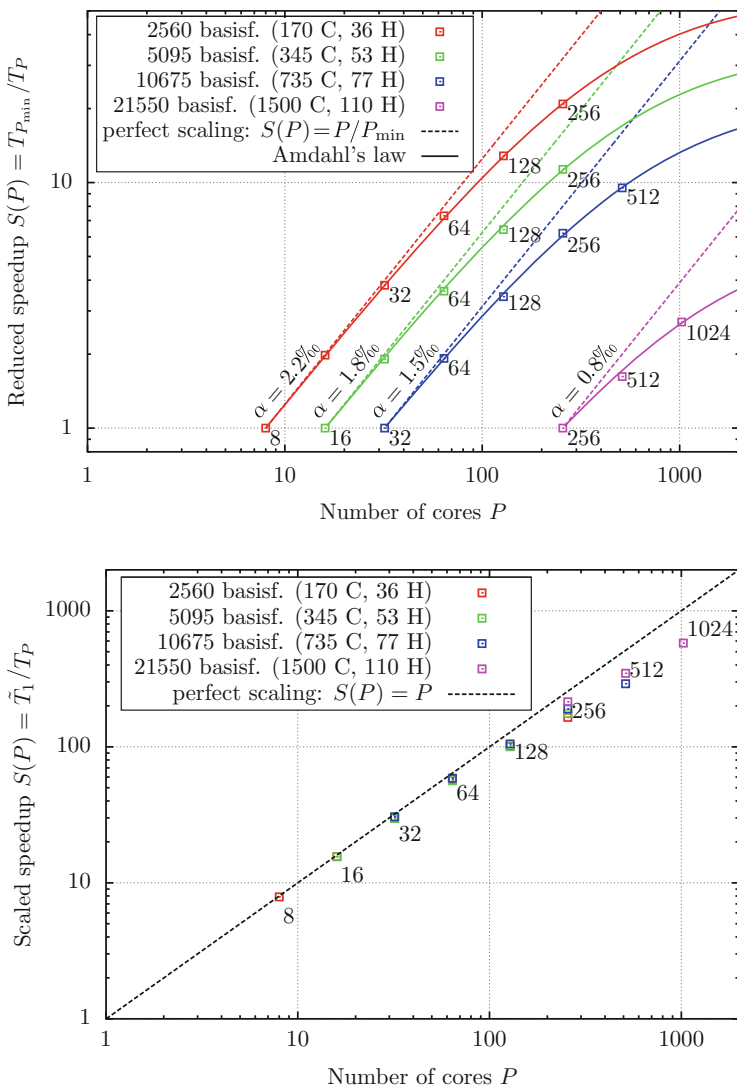 2560 basisf. (170 C, 36 H)
5095 basisf. (345 C, 53 H)
10675 basisf. (735 C, 77 H)
21550 basisf. (1500 C, 110 H)
perfect scaling: S(P)=P/P_min
Amdahl's law
Reduced speedup S(P) = T_{P_min}/T_P
10
1
256
128
64
32
8
α = 2.2‰
256
128
64
16
α = 1.8‰
512
256
128
64
32
α = 1.5‰
1024
512
256
α = 0.8‰
1 10 100 1000
Number of cores P
2560 basisf. (170 C, 36 H)
5095 basisf. (345 C, 53 H)
10675 basisf. (735 C, 77 H)
21550 basisf. (1500 C, 110 H)
perfect scaling: S(P) = P
Scaled speedup S(P) = T̃_1/T_P
1000
100
10
1
1024
512
256
128
64
32
16
8
1 10 100 1000
Number of cores P